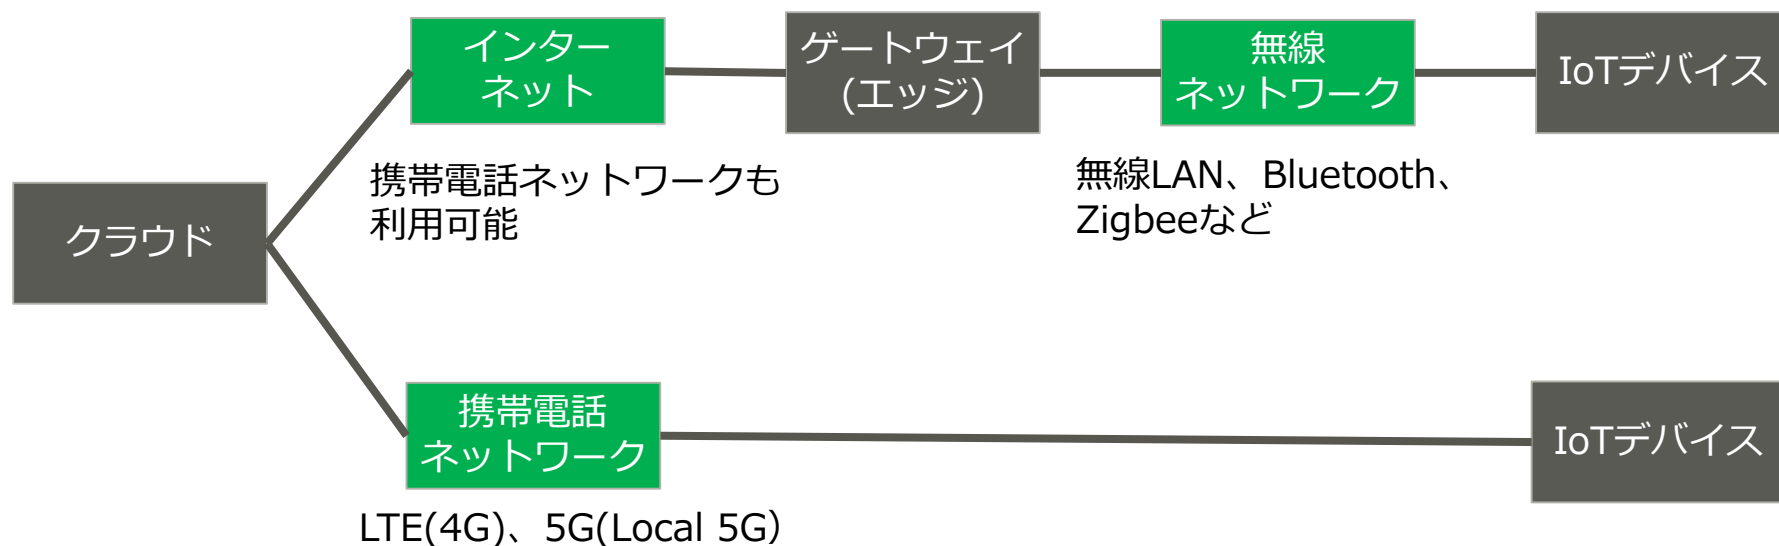 インター
ネット
ゲートウェイ
(エッジ)
無線
ネットワーク
IoTデバイス
携帯電話ネットワークも
利用可能
無線LAN、Bluetooth、
Zigbeeなど
クラウド
携帯電話
ネットワーク
IoTデバイス
LTE(4G)、5G(Local 5G)